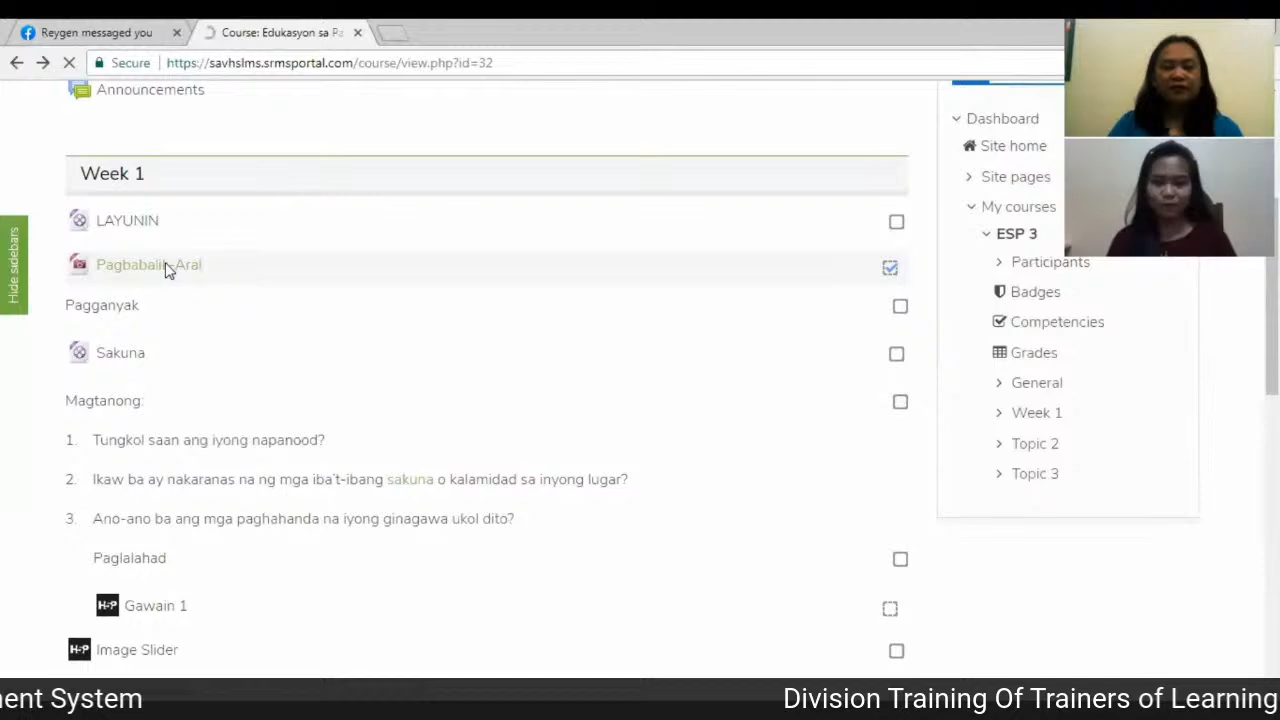 Reygen messaged you
Course: Edukasyon sa Pa
Secure https://savhslms.srmsportal.com/course/view.php?id=32
Announcements
Week 1
LAYUNIN
Pagbabalik-Aral
Pagganyak
Sakuna
Magtanong:
1. Tungkol saan ang iyong napanood?
2. Ikaw ba ay nakaranas na ng mga iba't-ibang sakuna o kalamidad sa inyong lugar?
3. Ano-ano ba ang mga paghahanda na iyong ginagawa ukol dito?
Paglalahad
H5P Gawain 1
H5P Image Slider
Hide sidebars
Dashboard
Site home
Site pages
My courses
ESP 3
Participants
Badges
Competencies
Grades
General
Week 1
Topic 2
Topic 3
ment System
Division Training Of Trainers of Learning